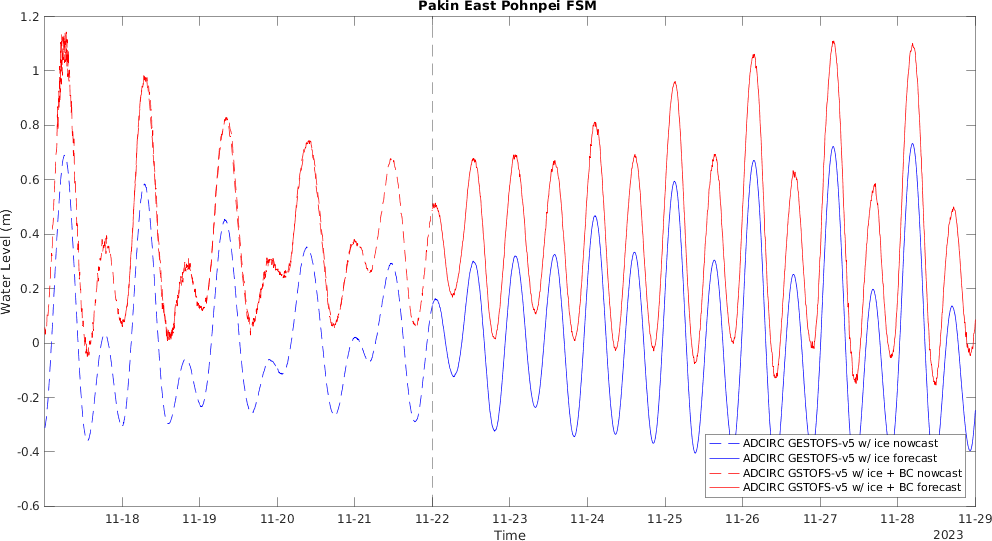 Pakin East Pohnpei FSM
1.2
1
0.8
0.6
0.4
0.2
0
-0.2
-0.4
-0.6
Water Level (m)
ADCIRC GESTOFS-v5 w/ ice nowcast
ADCIRC GESTOFS-v5 w/ ice forecast
ADCIRC GSTOFS-v5 w/ ice + BC nowcast
ADCIRC GSTOFS-v5 w/ ice + BC forecast
11-18 11-19 11-20 11-21 11-22 11-23 11-24 11-25 11-26 11-27 11-28 11-29
Time
2023